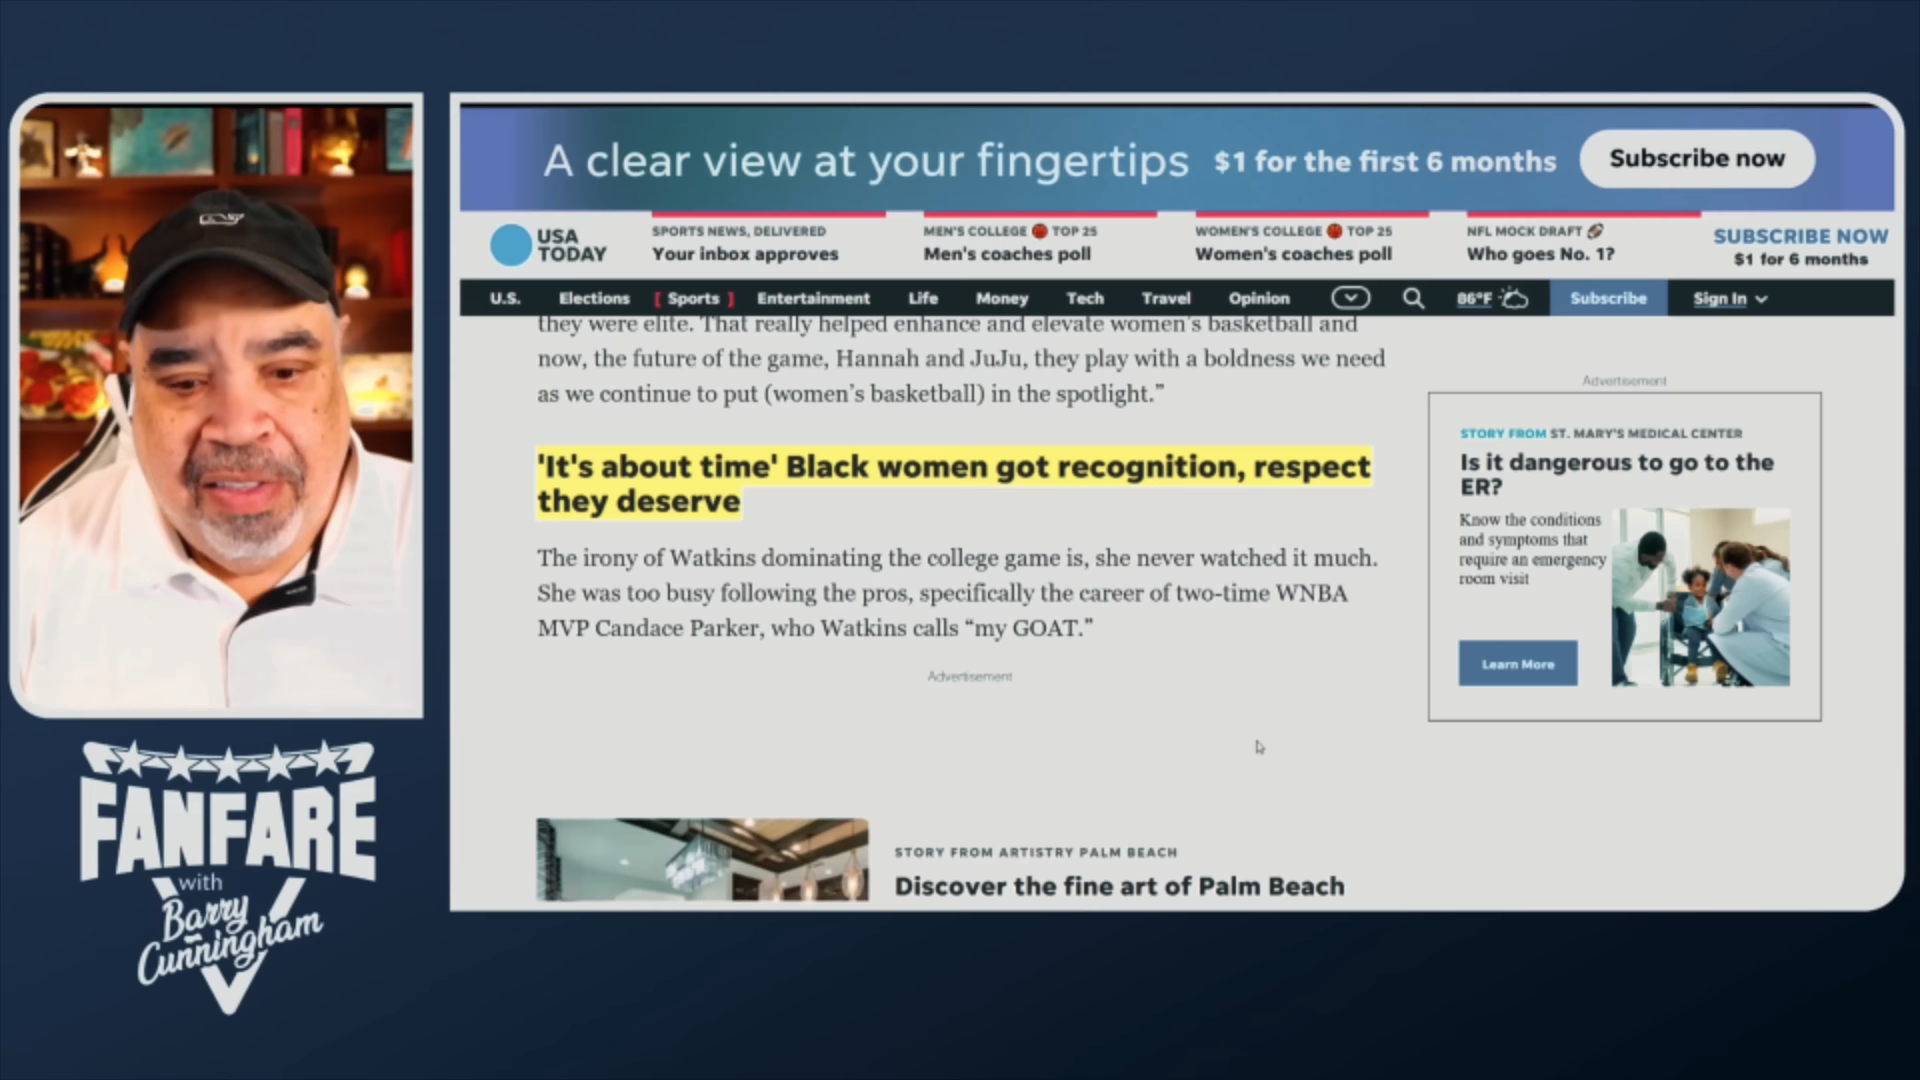 A clear view at your fingertips $1 for the first 6 months Subscribe now
USA
TODAY
SPORTS NEWS, DELIVERED
Your inbox approves
MEN'S COLLEGE TOP 25
Men's coaches poll
WOMEN'S COLLEGE TOP 25
Women's coaches poll
NFL MOCK DRAFT
Who goes No. 1?
SUBSCRIBE NOW
$1 for 6 months
U.S. Elections [ Sports ] Entertainment Life Money Tech Travel Opinion 86°F Subscribe Sign In
they were elite. That really helped enhance and elevate women's basketball and
now, the future of the game, Hannah and JuJu, they play with a boldness we need
as we continue to put (women's basketball) in the spotlight.”
'It's about time' Black women got recognition, respect
they deserve
The irony of Watkins dominating the college game is, she never watched it much.
She was too busy following the pros, specifically the career of two-time WNBA
MVP Candace Parker, who Watkins calls “my GOAT.”
Advertisement
STORY FROM ARTISTRY PALM BEACH
Discover the fine art of Palm Beach
Advertisement
STORY FROM ST. MARY'S MEDICAL CENTER
Is it dangerous to go to the
ER?
Know the conditions
and symptoms that
require an emergency
room visit
Learn More
FANFARE
with
Barry
Cunningham